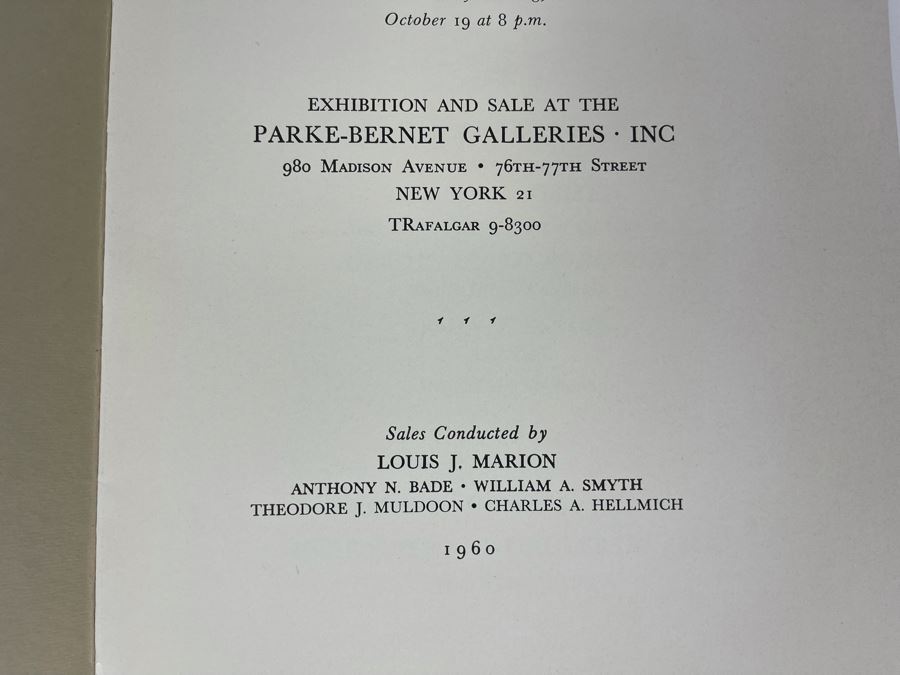 October 19 at 8 p.m.
EXHIBITION AND SALE AT THE
PARKE-BERNET GALLERIES · INC
980 MADISON AVENUE • 76TH-77TH STREET
NEW YORK 21
TRAFALGAR 9-8300
Sales Conducted by
LOUIS J. MARION
ANTHONY N. BADE • WILLIAM A. SMYTH
THEODORE J. MULDOON • CHARLES A. HELLMICH
1960